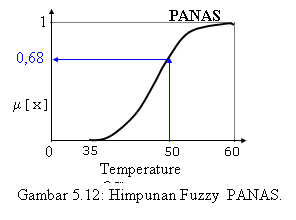 PANAS
1
0,68
μ[x]
0 35 50 60
Temperature
Gambar 5.12: Himpunan Fuzzy PANAS.